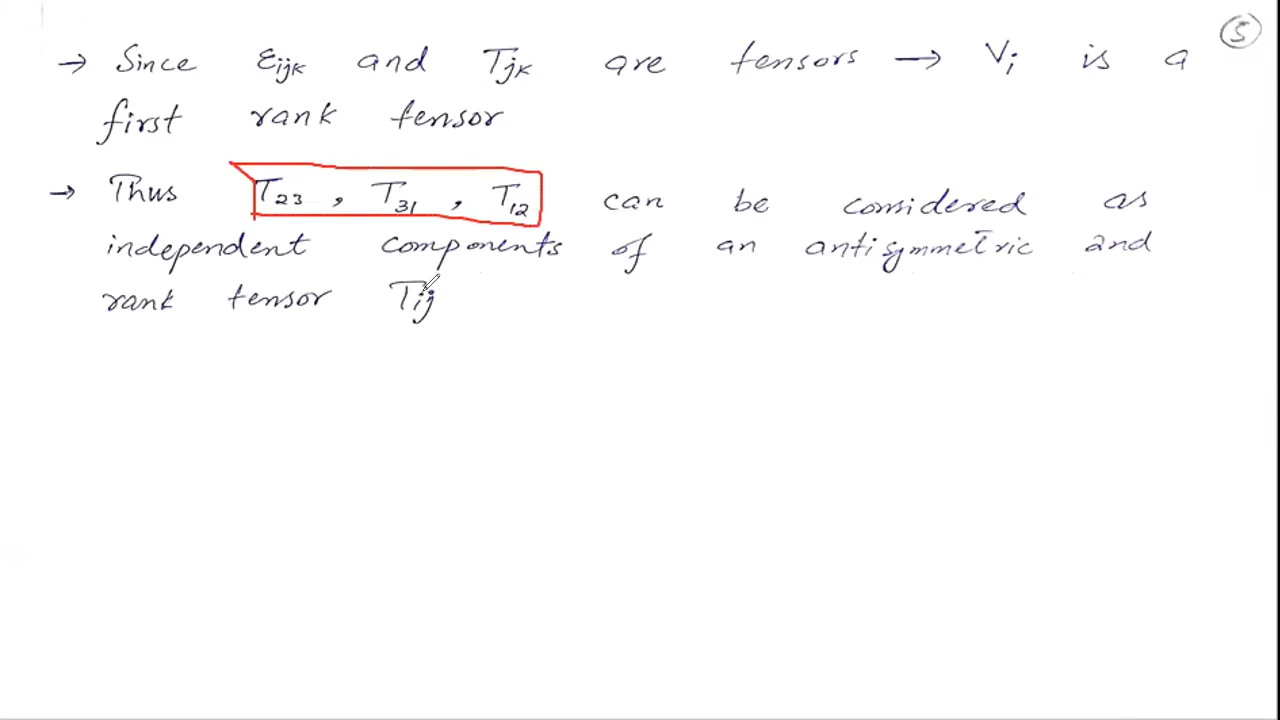 5
→ Since εijk and Tjk are tensors → Vi is a
first rank tensor
→ Thus T23 , T31 , T12 can be considered as
independent components of an antisymmetric and
rank tensor Tij